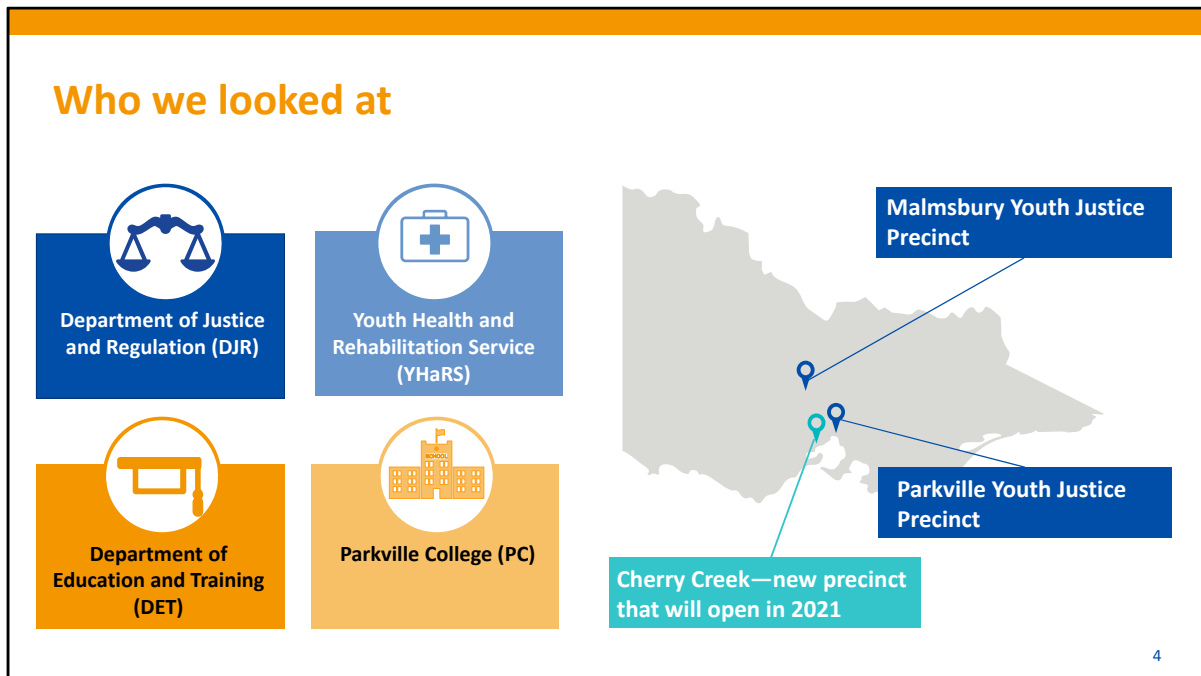 Who we looked at
Department of Justice
and Regulation (DJR)
Youth Health and
Rehabilitation Service
(YHaRS)
SCHOOL
Department of
Education and Training
(DET)
Parkville College (PC)
Malmsbury Youth Justice
Precinct
Parkville Youth Justice
Precinct
Cherry Creek—new precinct
that will open in 2021
4